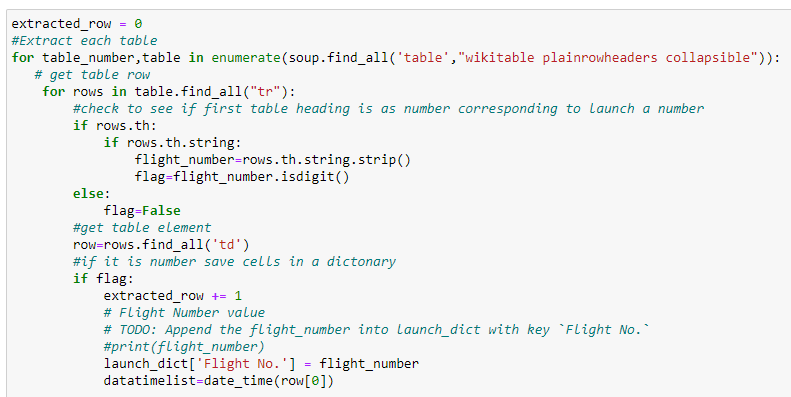 extracted_row = 0
#Extract each table
for table_number,table in enumerate(soup.find_all('table',"wikitable plainrowheaders collapsible")):
   # get table row
    for rows in table.find_all("tr"):
        #check to see if first table heading is as number corresponding to launch a number
        if rows.th:
            if rows.th.string:
                flight_number=rows.th.string.strip()
                flag=flight_number.isdigit()
        else:
            flag=False
        #get table element
        row=rows.find_all('td')
        #if it is number save cells in a dictonary
        if flag:
            extracted_row += 1
            # Flight Number value
            # TODO: Append the flight_number into launch_dict with key `Flight No.`
            #print(flight_number)
            launch_dict['Flight No.'] = flight_number
            datatimelist=date_time(row[0])